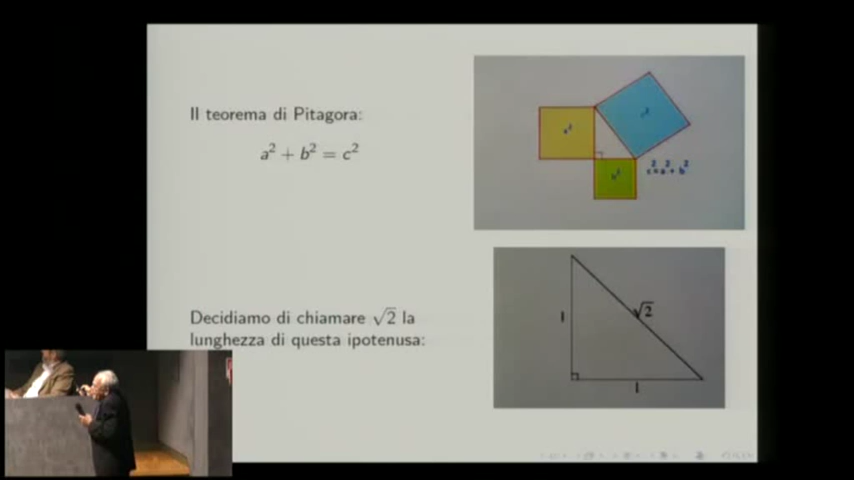 Il teorema di Pitagora:
a² + b² = c²
a²
c²
b²
c²=a²+b²
Decidiamo di chiamare √2 la
lunghezza di questa ipotenusa:
1
√2
1